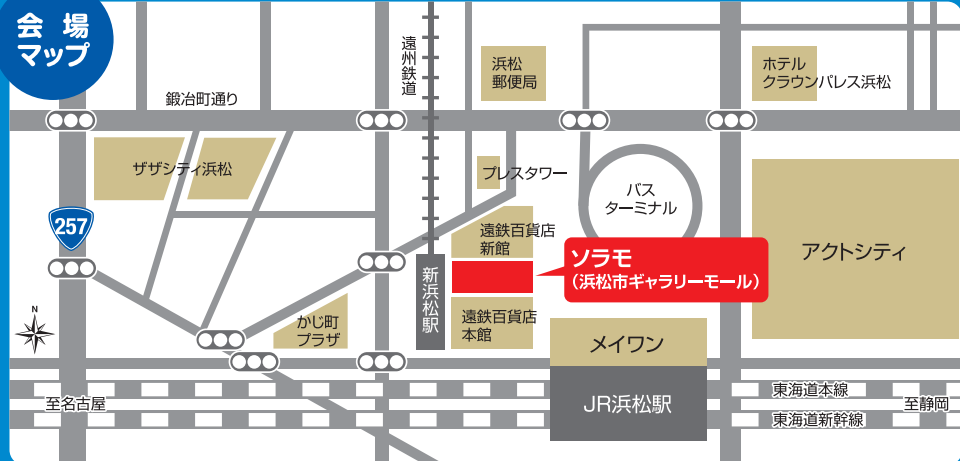 会場
マップ
遠州鉄道
浜松
郵便局
ホテル
クラウンパレス浜松
鍛冶町通り
ザザシティ浜松
プレスタワー
バス
ターミナル
257
遠鉄百貨店
新館
アクトシティ
ソラモ
（浜松市ギャラリーモール）
新浜松駅
N
かじ町
プラザ
遠鉄百貨店
本館
メイワン
JR浜松駅
東海道本線
至名古屋
至静岡
東海道新幹線